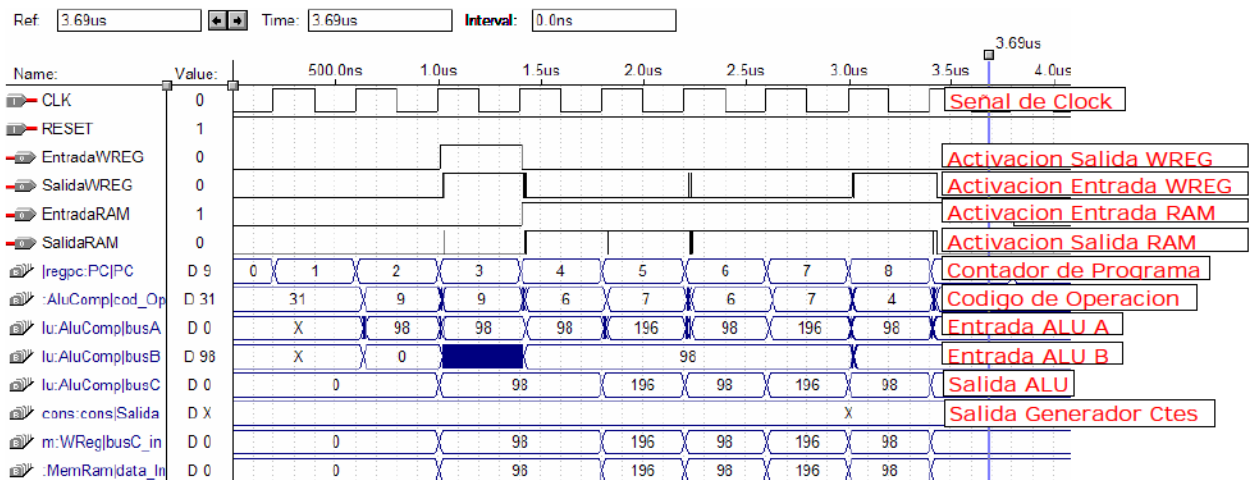 Ref: 3.69us Time: 3.69us Interval: 0.0ns
3.69us
Name: Value: 500.0ns 1.0us 1.5us 2.0us 2.5us 3.0us 3.5us 4.0us
CLK 0 Señal de Clock
RESET 1
EntradaWREG 0 Activacion Salida WREG
SalidaWREG 0 Activacion Entrada WREG
EntradaRAM 1 Activacion Entrada RAM
SalidaRAM 0 Activacion Salida RAM
|regpc:PC|PC D 9 0 1 2 3 4 5 6 7 8 Contador de Programa
:AluComp|cod_Op D 31 31 9 9 6 7 6 7 4 Codigo de Operacion
lu:AluComp|busA D 0 X 98 98 98 196 98 196 98 Entrada ALU A
lu:AluComp|busB D 98 X 0 98 Entrada ALU B
lu:AluComp|busC D 0 0 98 196 98 196 98 Salida ALU
cons:cons|Salida D X X Salida Generador Ctes
m:WReg|busC_in D 0 0 98 196 98 196 98
:MemRam|data_In D 0 0 98 196 98 196 98